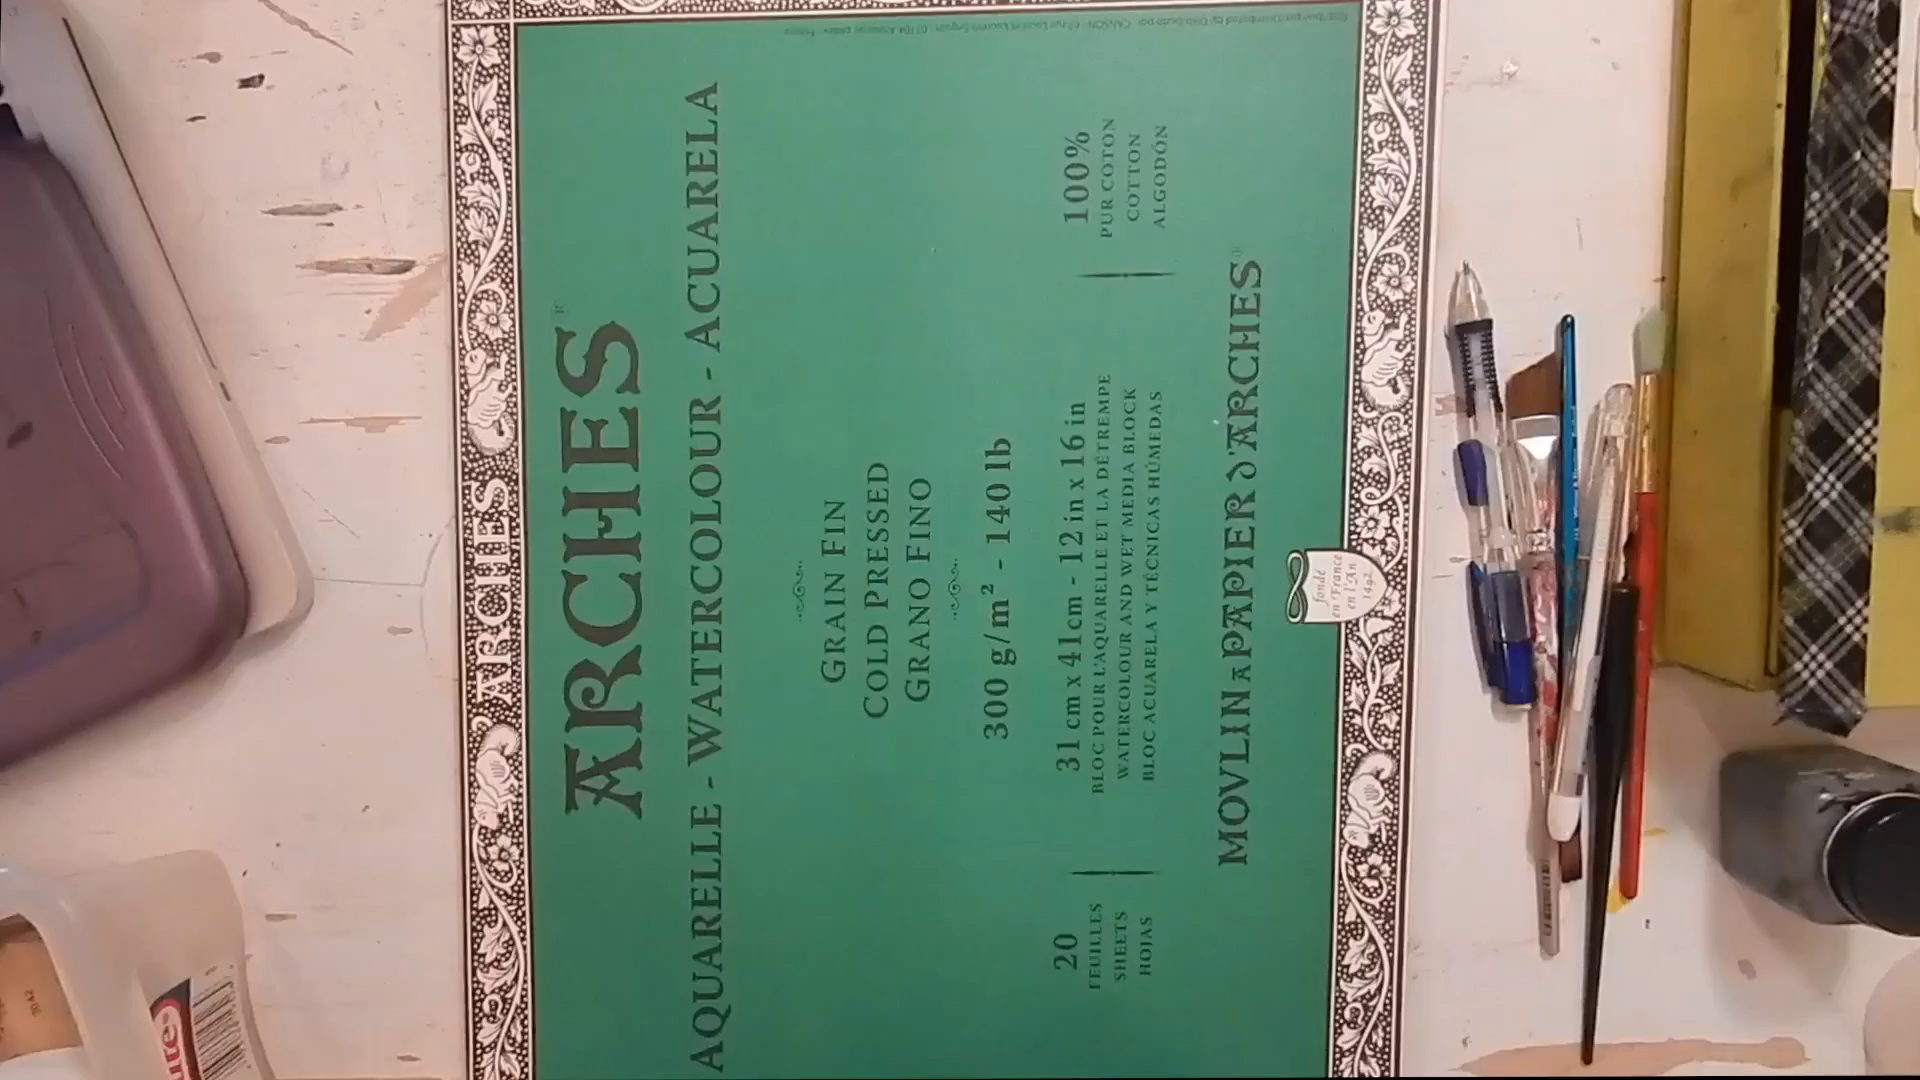 ARCHES
ARCHES
AQUARELLE - WATERCOLOUR - ACUARELA
GRAIN FIN
COLD PRESSED
GRANO FINO
300 g/m² - 140 lb
20
FEUILLES
SHEETS
HOJAS
31 cm x 41cm - 12 in x 16 in
BLOC POUR L'AQUARELLE ET LA DÉTREMPE
WATERCOLOUR AND WET MEDIA BLOCK
BLOC ACUARELA Y TÉCNICAS HÚMEDAS
100%
PUR COTON
COTTON
ALGODÓN
MOVLIN A PAPIER D'ARCHES®
fondé
en France
en l'An
1492